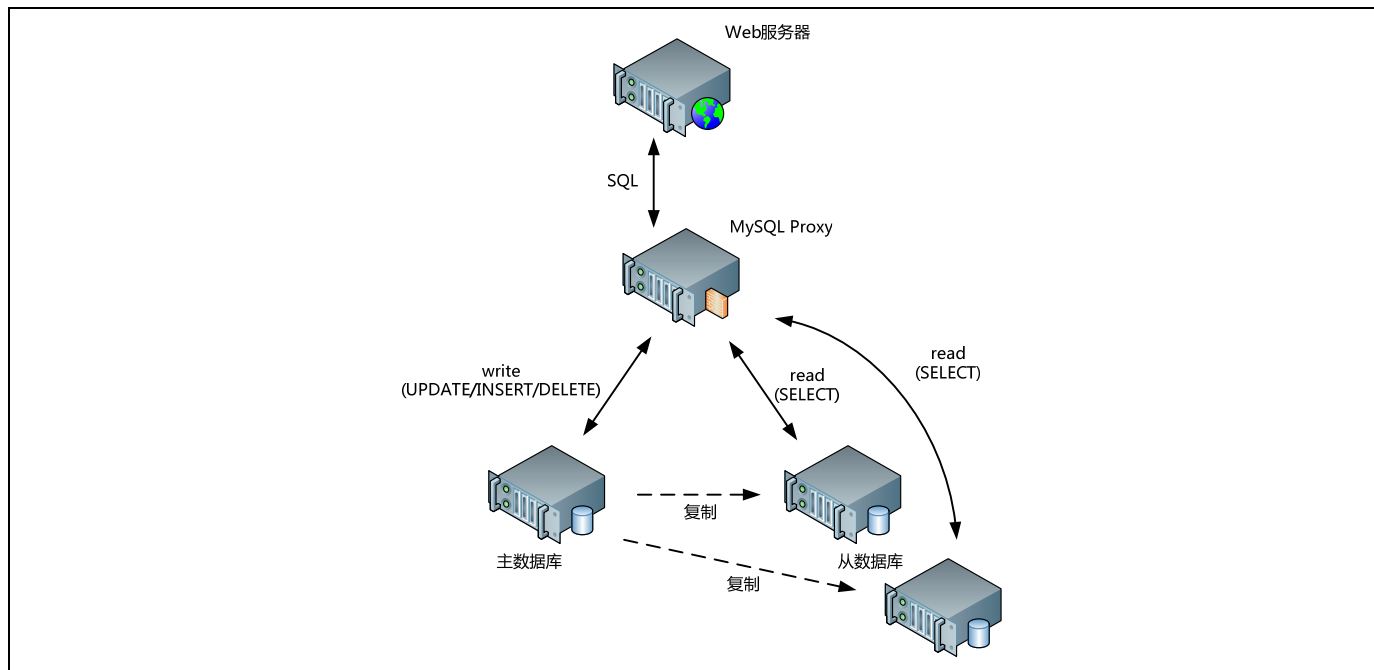 Web服务器
SQL
MySQL Proxy
write
(UPDATE/INSERT/DELETE)
read
(SELECT)
read
(SELECT)
复制
主数据库
从数据库
复制